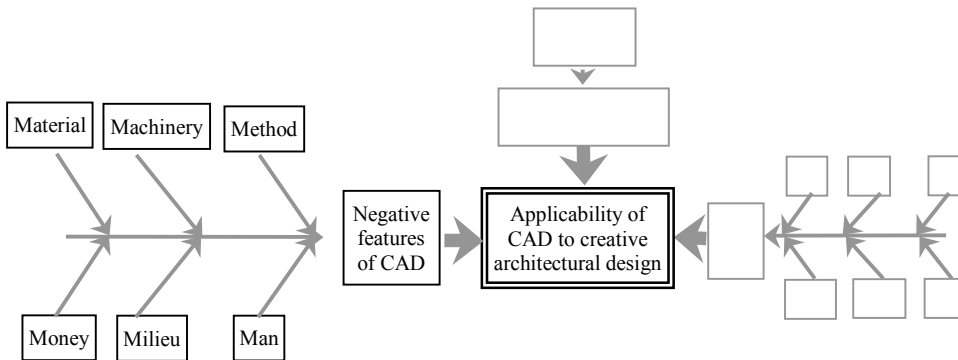 Material
Machinery
Method
Negative
features
of CAD
Applicability of
CAD to creative
architectural design
Money
Milieu
Man